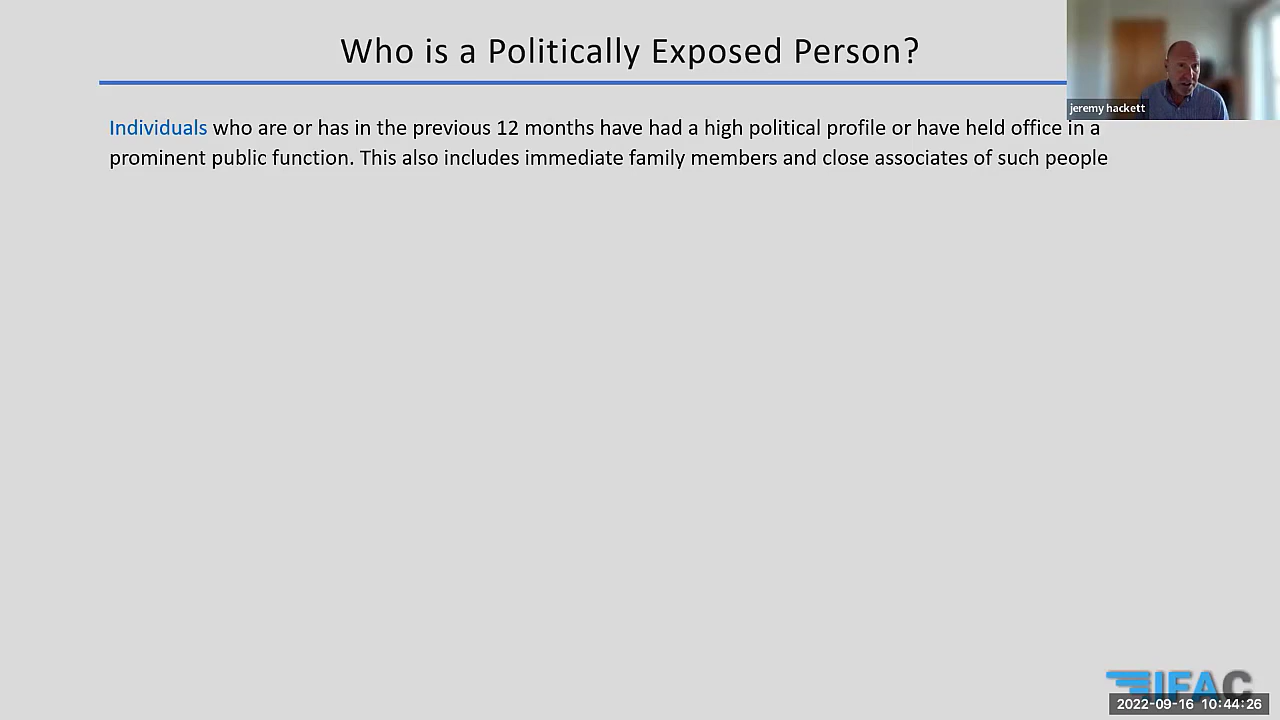 Who is a Politically Exposed Person?
jeremy hackett
Individuals who are or has in the previous 12 months have had a high political profile or have held office in a
prominent public function. This also includes immediate family members and close associates of such people
IFAC
2022-09-16 10:44:26